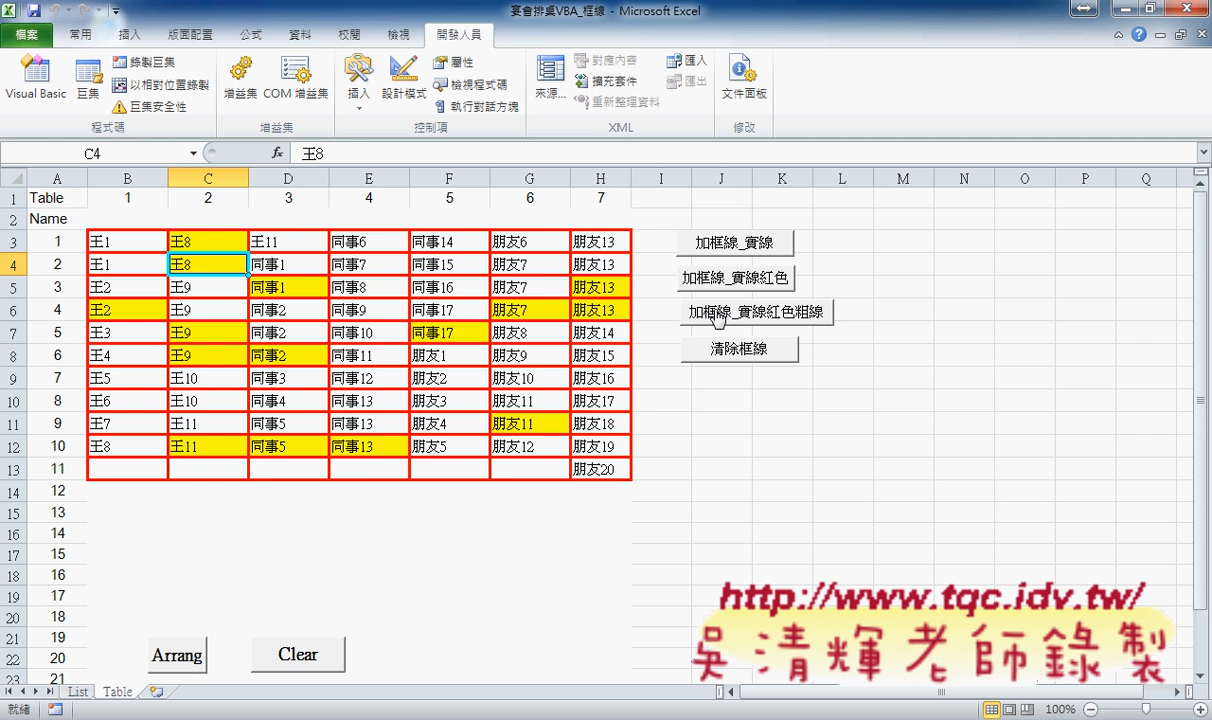 宴會排桌VBA_框線 - Microsoft Excel
檔案 常用 插入 版面配置 公式 資料 校閱 檢視 開發人員
Visual Basic 巨集 錄製巨集 以相對位置錄製 巨集安全性 程式碼
增益集 COM 增益集 增益集
插入 設計模式 屬性 檢視程式碼 執行對話方塊 控制項
來源... 對應內容 擴充套件 重新整理資料 匯入 匯出 XML
文件面板 修改
C4 fx 王8
A B C D E F G H I J K L M N O P Q
1 Table 1 2 3 4 5 6 7
2 Name
3 1 王1 王8 王11 同事6 同事14 朋友6 朋友13 加框線_實線
4 2 王1 王8 同事1 同事7 同事15 朋友7 朋友13
5 3 王2 王9 同事1 同事8 同事16 朋友7 朋友13 加框線_實線紅色
6 4 王2 王9 同事2 同事9 同事17 朋友7 朋友13 加框線_實線紅色粗線
7 5 王3 王9 同事2 同事10 同事17 朋友8 朋友14
8 6 王4 王9 同事2 同事11 朋友1 朋友9 朋友15 清除框線
9 7 王5 王10 同事3 同事12 朋友2 朋友10 朋友16
10 8 王6 王10 同事4 同事13 朋友3 朋友11 朋友17
11 9 王7 王11 同事5 同事13 朋友4 朋友11 朋友18
12 10 王8 王11 同事5 同事13 朋友5 朋友12 朋友19
13 11 朋友20
14 12
15 13
16 14
17 15
18 16
19 17
20 18
21 19
22 20
23 21
Arrang Clear
http://www.tqc.idv.tw/
吳清輝老師錄製
List Table
就緒 100%